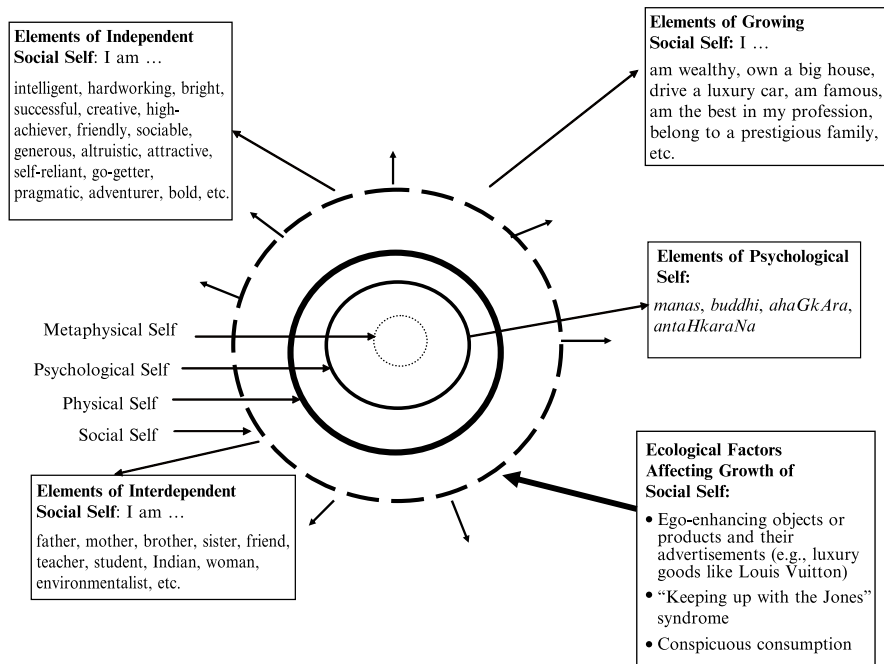 Elements of Independent
Social Self: I am …
intelligent, hardworking, bright,
successful, creative, high-
achiever, friendly, sociable,
generous, altruistic, attractive,
self-reliant, go-getter,
pragmatic, adventurer, bold, etc.
Elements of Growing
Social Self: I …
am wealthy, own a big house,
drive a luxury car, am famous,
am the best in my profession,
belong to a prestigious family,
etc.
Elements of Psychological
Self:
manas, buddhi, ahaGkAra,
antaHkaraNa
Metaphysical Self
Psychological Self
Physical Self
Social Self
Elements of Interdependent
Social Self: I am …
father, mother, brother, sister, friend,
teacher, student, Indian, woman,
environmentalist, etc.
Ecological Factors
Affecting Growth of
Social Self:
• Ego-enhancing objects or
products and their
advertisements (e.g., luxury
goods like Louis Vuitton)
• “Keeping up with the Jones”
syndrome
• Conspicuous consumption